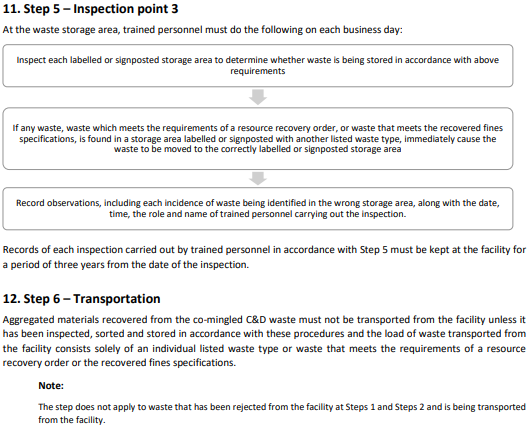 11. Step 5 – Inspection point 3
At the waste storage area, trained personnel must do the following on each business day:
Inspect each labelled or signposted storage area to determine whether waste is being stored in accordance with above
requirements
If any waste, waste which meets the requirements of a resource recovery order, or waste that meets the recovered fines
specifications, is found in a storage area labelled or signposted with another listed waste type, immediately cause the
waste to be moved to the correctly labelled or signposted storage area
Record observations, including each incidence of waste being identified in the wrong storage area, along with the date,
time, the role and name of trained personnel carrying out the inspection.
Records of each inspection carried out by trained personnel in accordance with Step 5 must be kept at the facility for
a period of three years from the date of the inspection.
12. Step 6 – Transportation
Aggregated materials recovered from the co-mingled C&D waste must not be transported from the facility unless it
has been inspected, sorted and stored in accordance with these procedures and the load of waste transported from
the facility consists solely of an individual listed waste type or waste that meets the requirements of a resource
recovery order or the recovered fines specifications.
Note:
The step does not apply to waste that has been rejected from the facility at Steps 1 and Steps 2 and is being transported
from the facility.